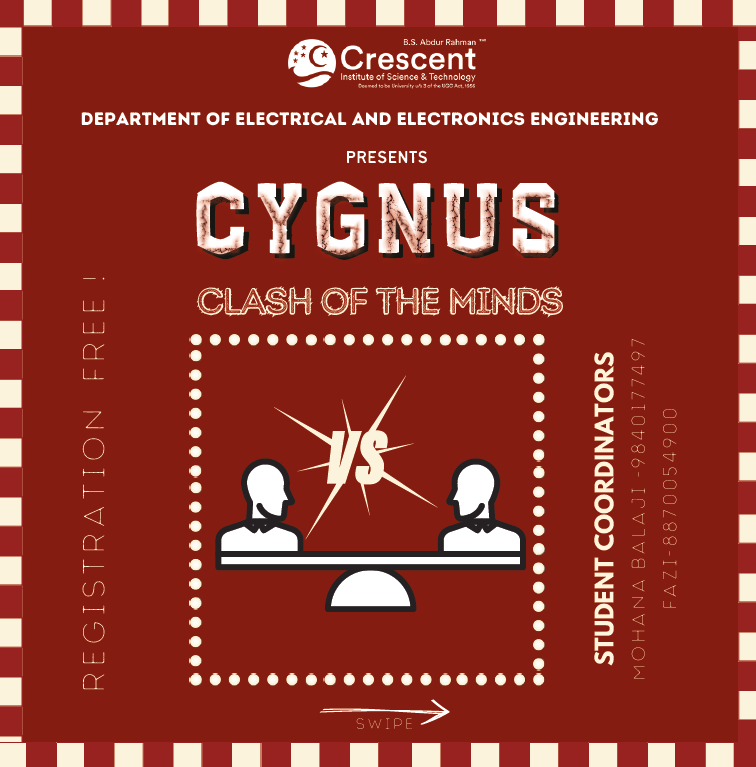 B.S. Abdur Rahman ™
Crescent
Institute of Science & Technology
Deemed to be University u/s 3 of the UGC Act, 1956
DEPARTMENT OF ELECTRICAL AND ELECTRONICS ENGINEERING
PRESENTS
CYGNUS
CLASH OF THE MINDS
REGISTRATION FREE !
VS
STUDENT COORDINATORS
MOHANA BALAJI -9840177497
FAZI-8870054900
SWIPE